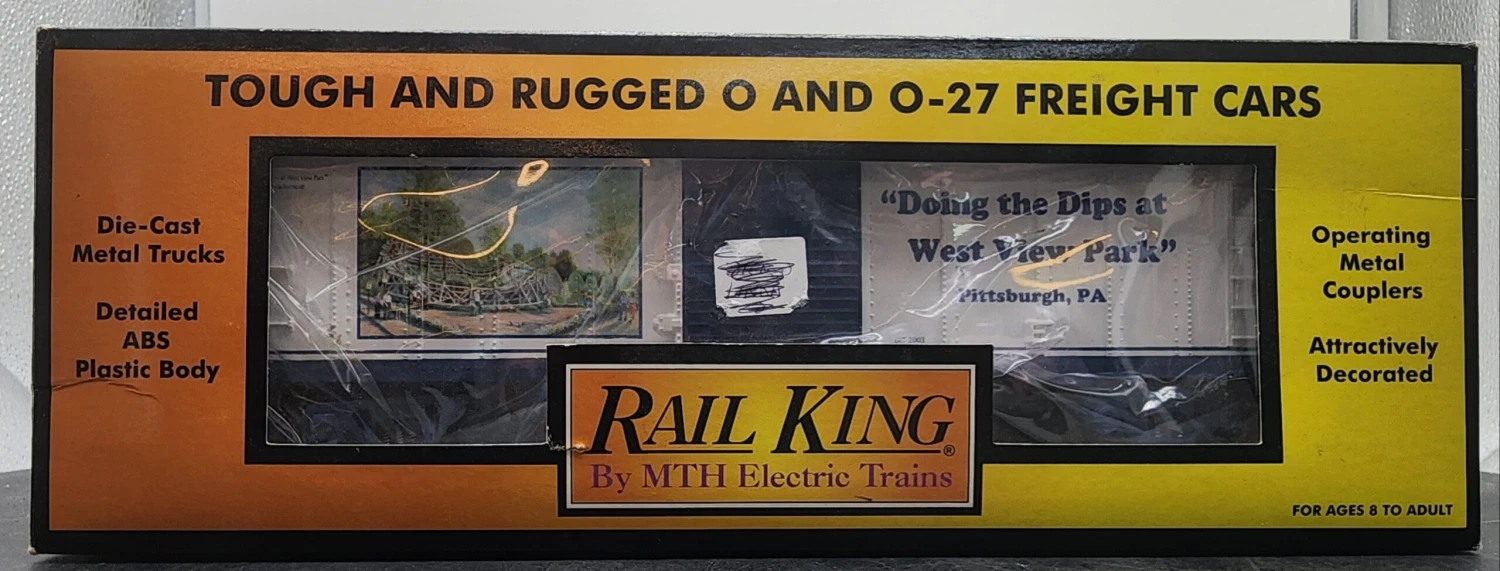 TOUGH AND RUGGED O AND O-27 FREIGHT CARS
Die-Cast
Metal Trucks
Detailed
ABS
Plastic Body
"Doing the Dips at
West View Park"
Pittsburgh, PA
Operating
Metal
Couplers
Attractively
Decorated
RAIL KING®
By MTH Electric Trains
FOR AGES 8 TO ADULT